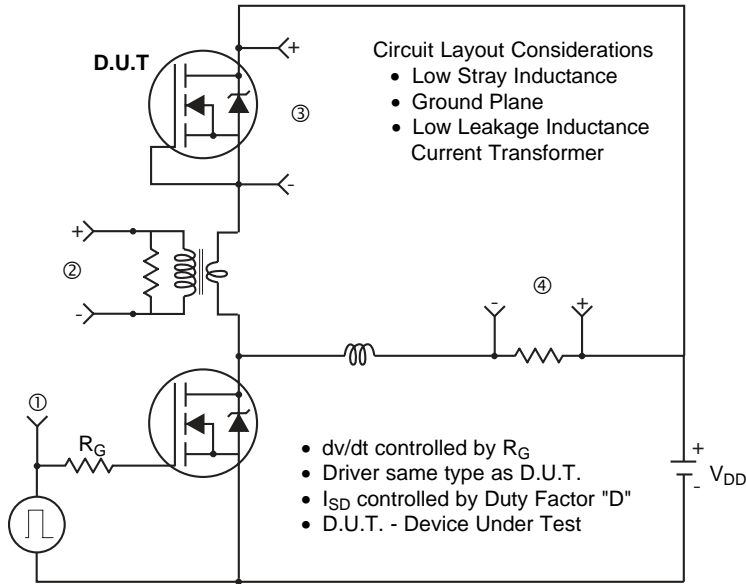 D.U.T
+
Circuit Layout Considerations
• Low Stray Inductance
③
• Ground Plane
• Low Leakage Inductance
Current Transformer
-
+
②
-
④
-
+
①
RG
• dv/dt controlled by RG
• Driver same type as D.U.T.
• ISD controlled by Duty Factor "D"
• D.U.T. - Device Under Test
+
VDD
-